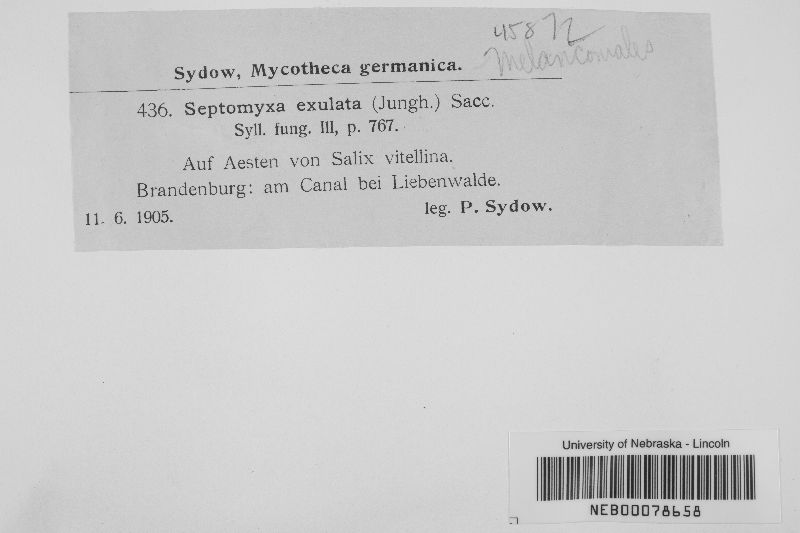 45872
Melanconiales
Sydow, Mycotheca germanica.
436. Septomyxa exulata (Jungh.) Sacc.
Syll. fung. III, p. 767.
Auf Aesten von Salix vitellina.
Brandenburg: am Canal bei Liebenwalde.
11. 6. 1905. leg. P. Sydow.
University of Nebraska - Lincoln
NEB00078658